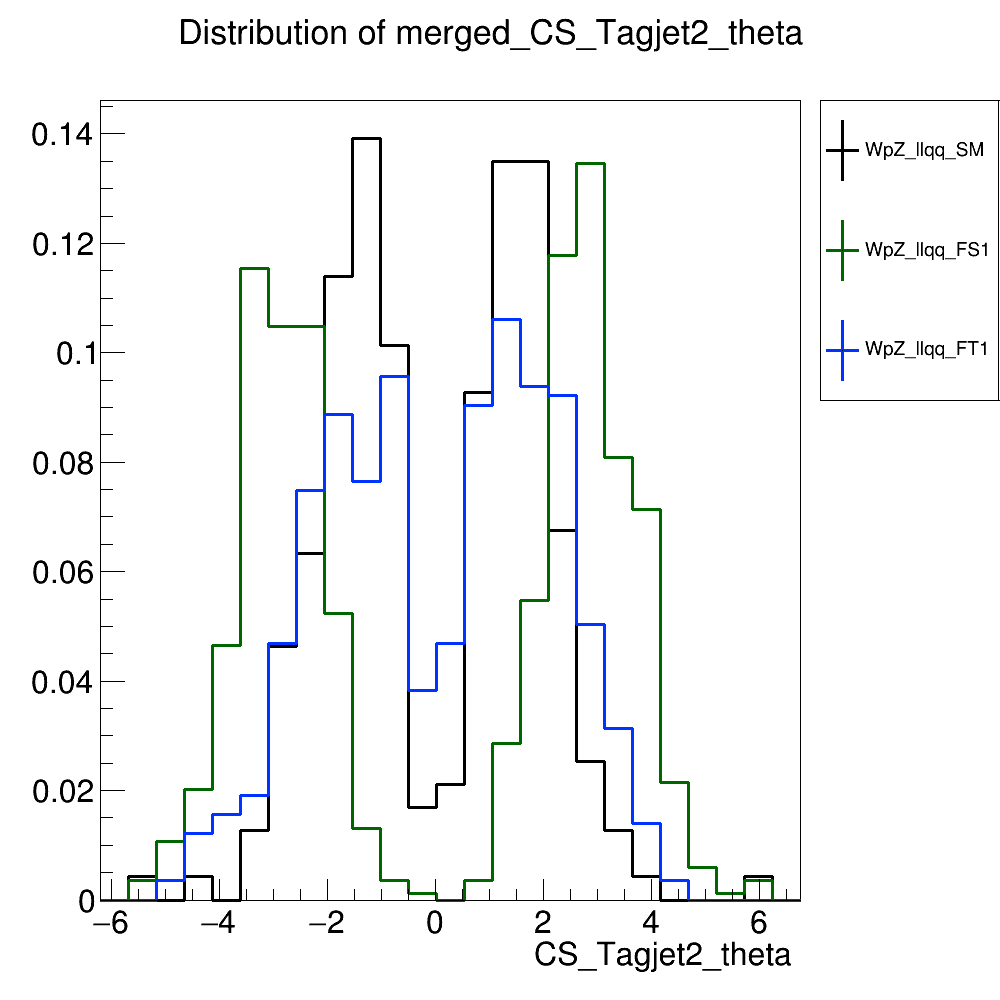 Distribution of merged_CS_Tagjet2_theta
0.14
0.12
0.1
0.08
0.06
0.04
0.02
0
−6 −4 −2 0 2 4 6
CS_Tagjet2_theta
WpZ_llqq_SM
WpZ_llqq_FS1
WpZ_llqq_FT1